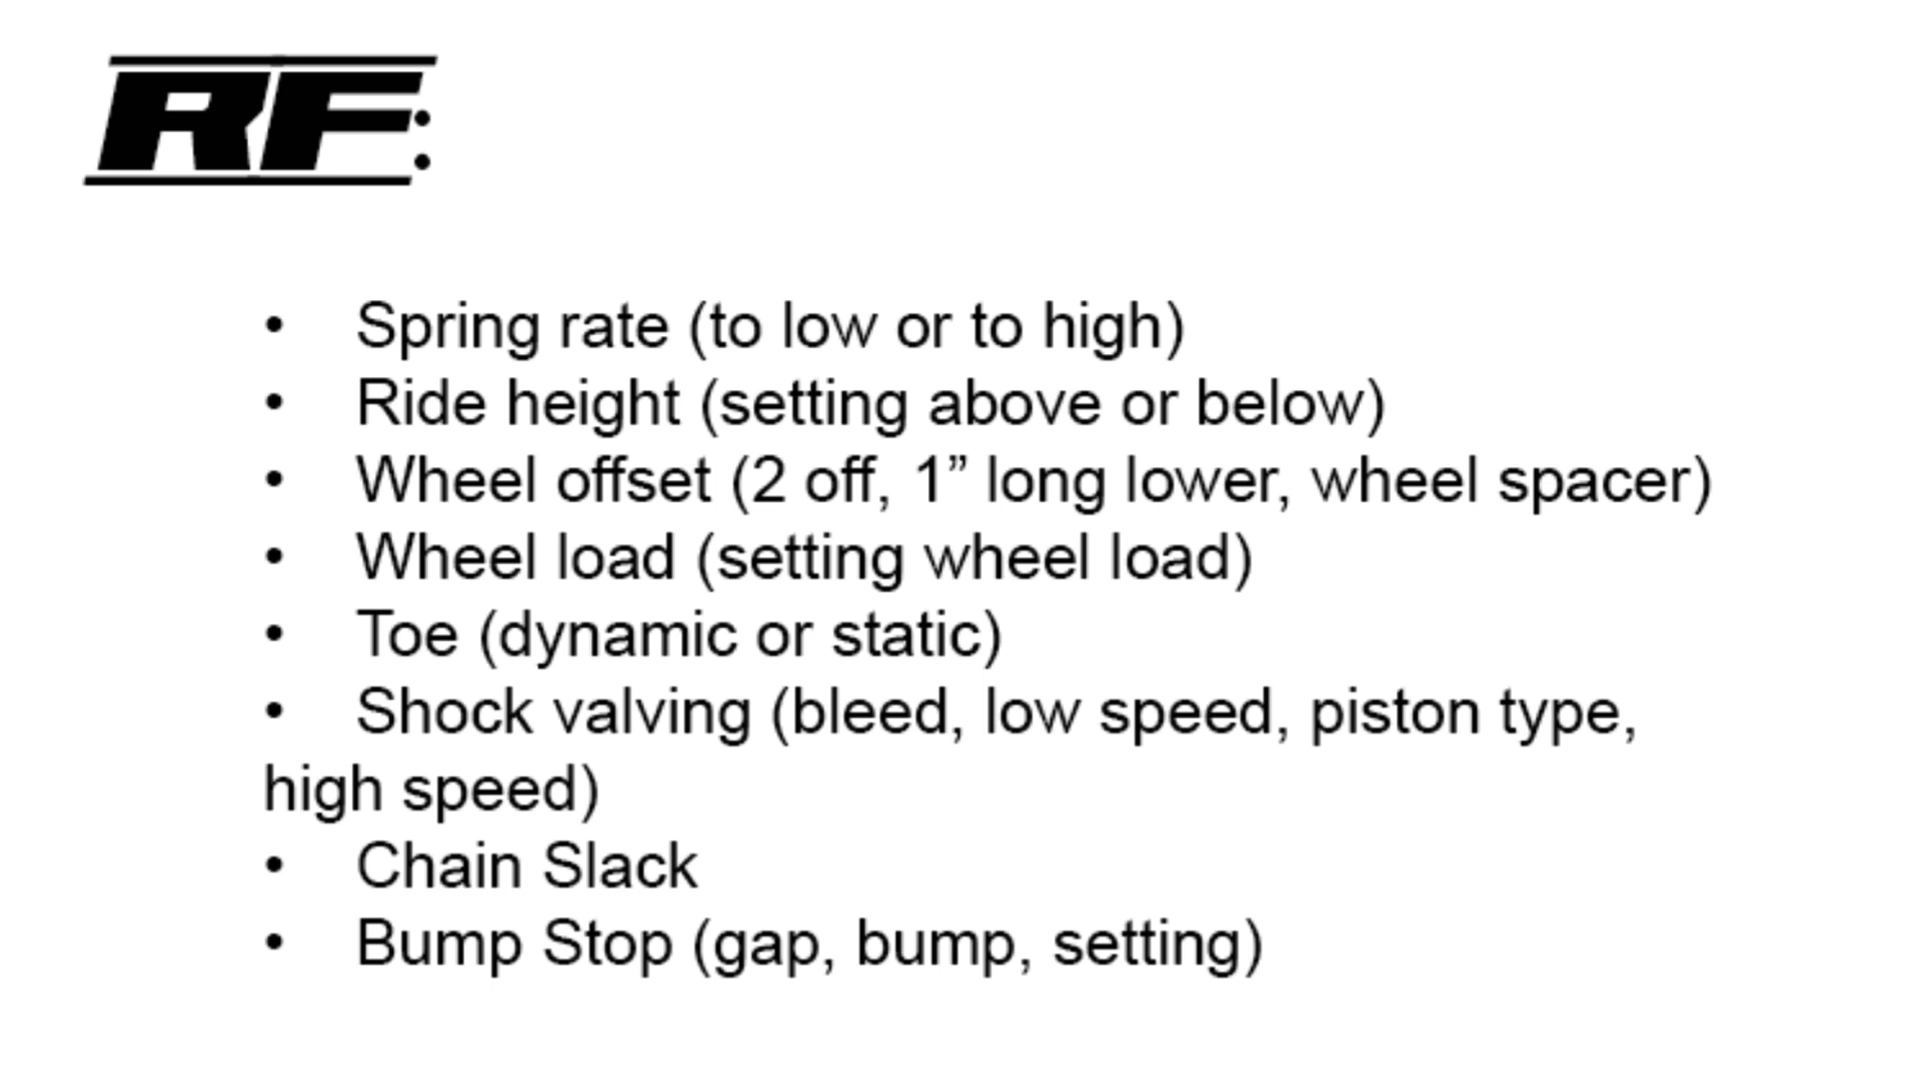 RF:
• Spring rate (to low or to high)
• Ride height (setting above or below)
• Wheel offset (2 off, 1” long lower, wheel spacer)
• Wheel load (setting wheel load)
• Toe (dynamic or static)
• Shock valving (bleed, low speed, piston type,
high speed)
• Chain Slack
• Bump Stop (gap, bump, setting)